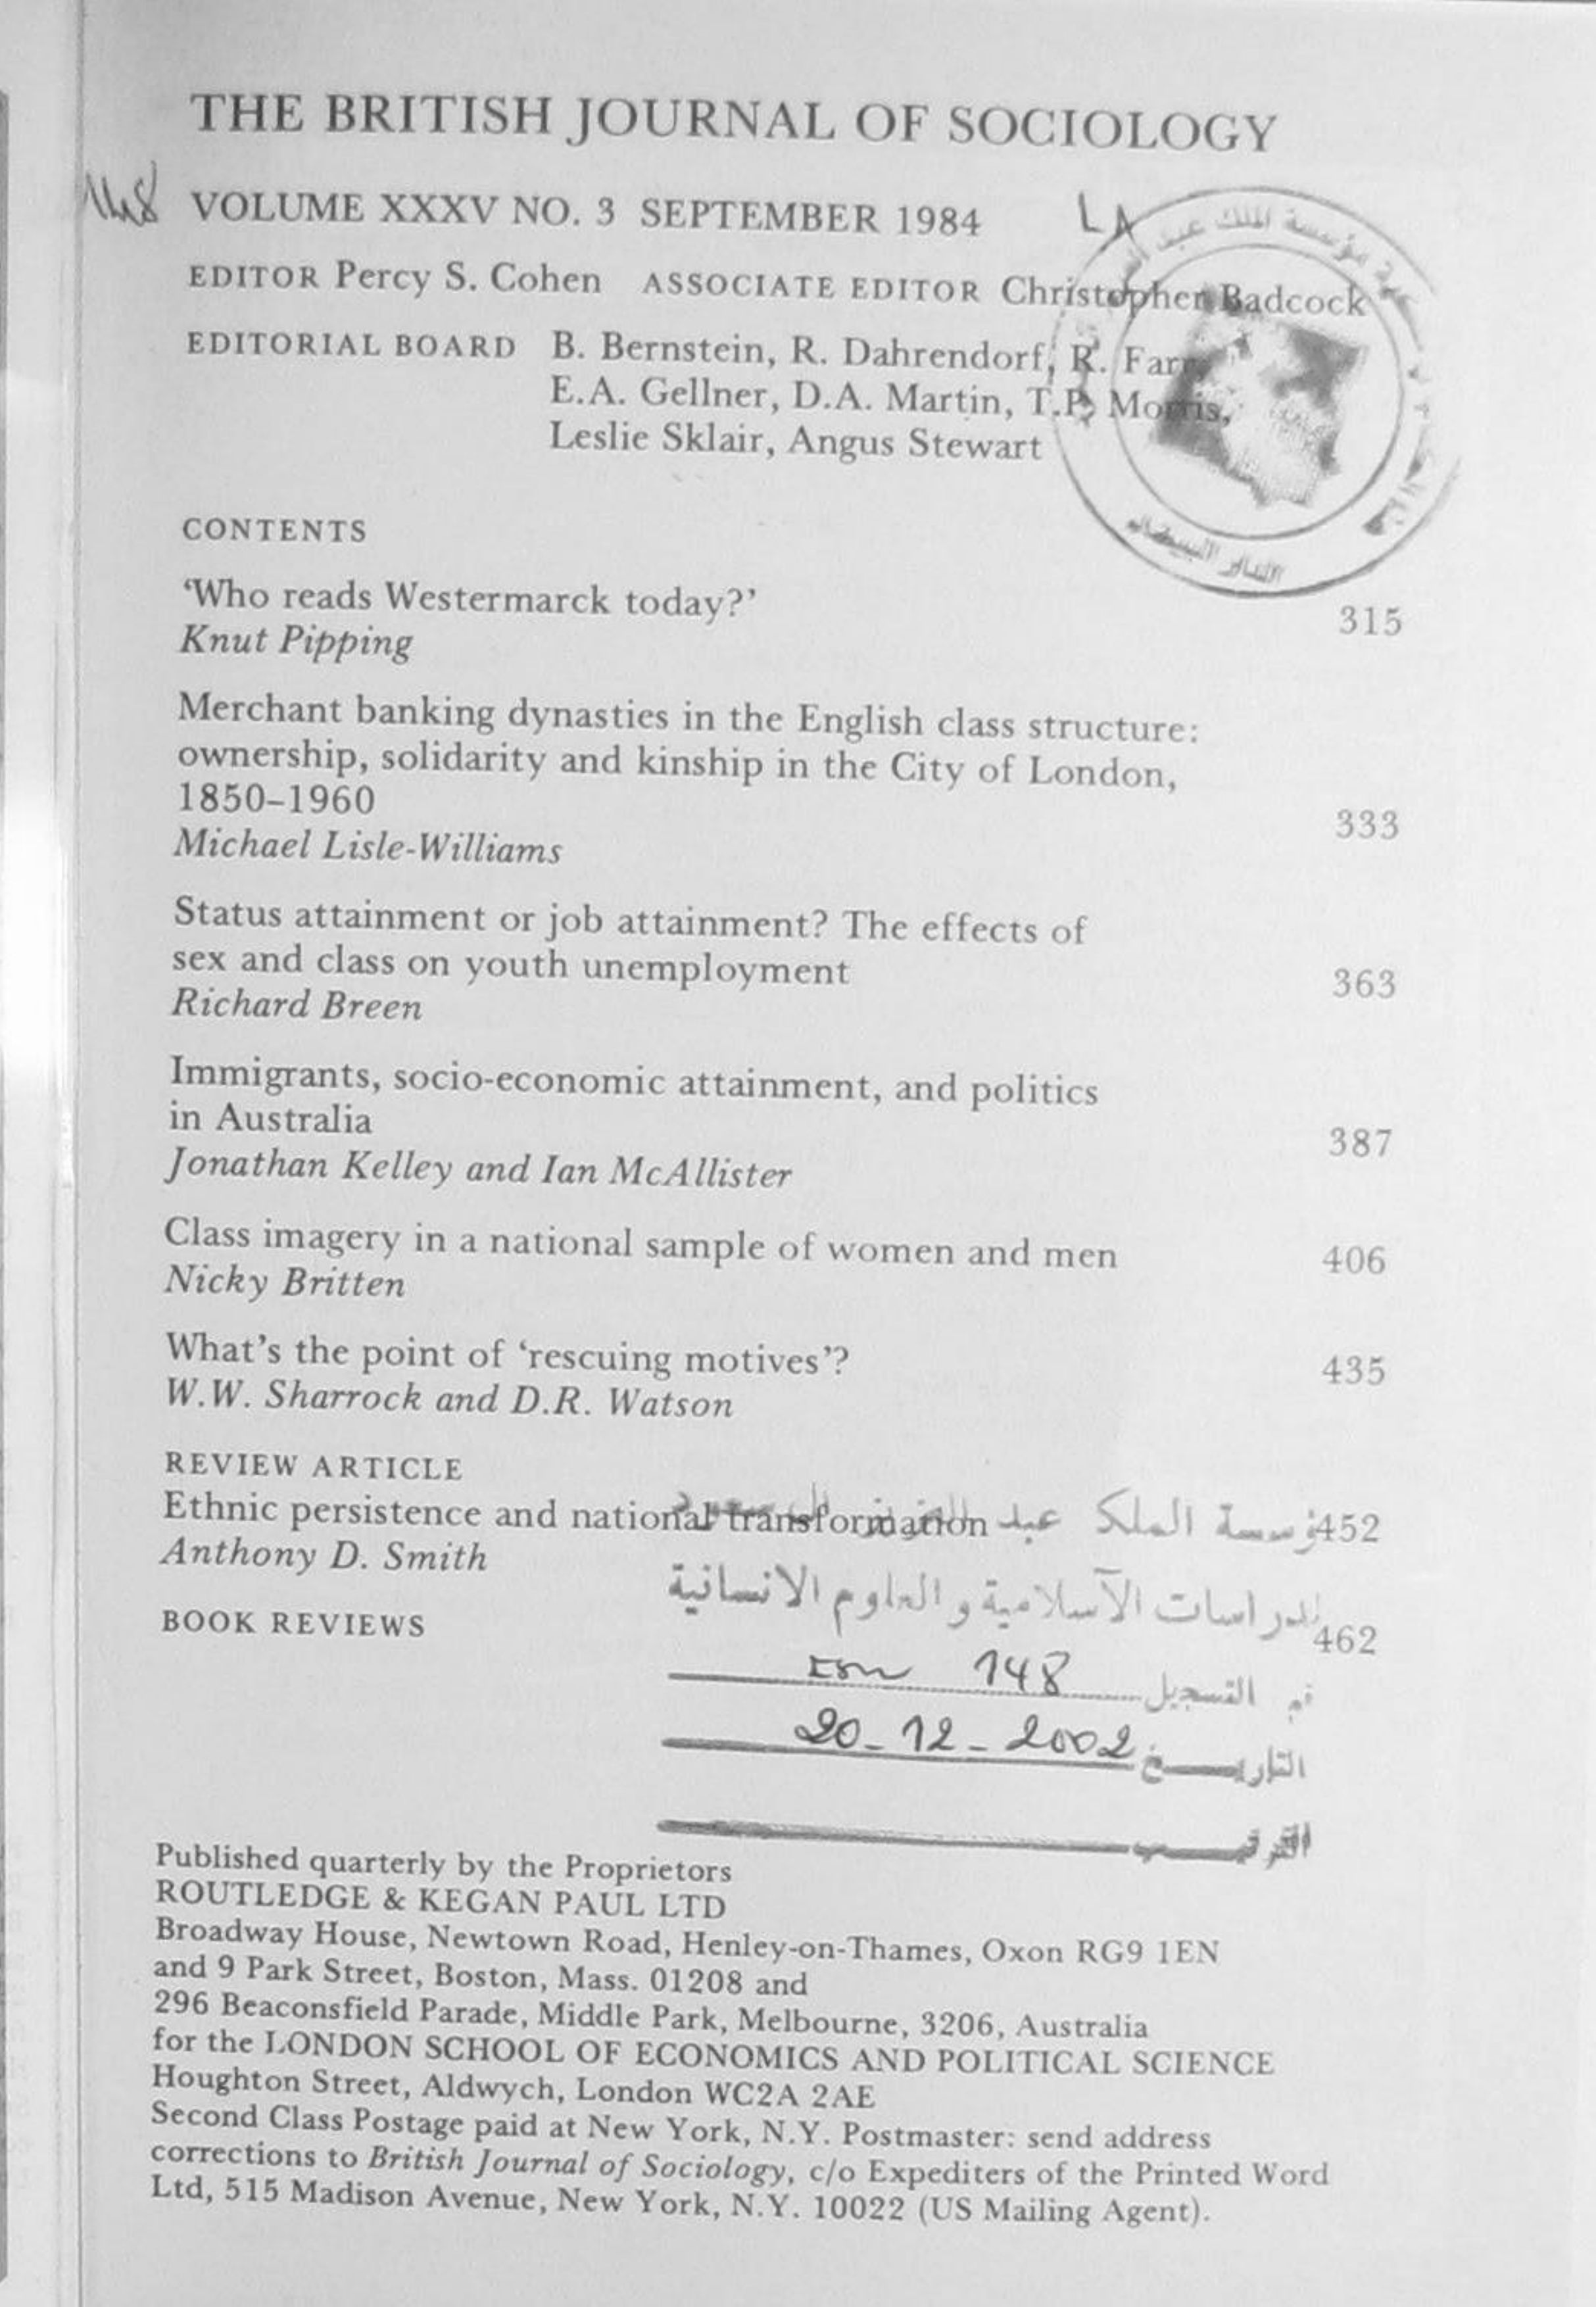 THE BRITISH JOURNAL OF SOCIOLOGY
148 VOLUME XXXV NO. 3 SEPTEMBER 1984 LA
مؤسسة الملك عبد
الدار البيضاء
EDITOR Percy S. Cohen ASSOCIATE EDITOR Christopher Badcock
EDITORIAL BOARD B. Bernstein, R. Dahrendorf, R. Farr,
E.A. Gellner, D.A. Martin, T.P. Morris,
Leslie Sklair, Angus Stewart
CONTENTS
‘Who reads Westermarck today?’ 315
Knut Pipping
Merchant banking dynasties in the English class structure:
ownership, solidarity and kinship in the City of London,
1850–1960 333
Michael Lisle-Williams
Status attainment or job attainment? The effects of
sex and class on youth unemployment 363
Richard Breen
Immigrants, socio-economic attainment, and politics
in Australia 387
Jonathan Kelley and Ian McAllister
Class imagery in a national sample of women and men 406
Nicky Britten
What’s the point of ‘rescuing motives’? 435
W.W. Sharrock and D.R. Watson
REVIEW ARTICLE
Ethnic persistence and national transformation 452
Anthony D. Smith
مؤسسة الملك عبد العزيز آل سعود
للدراسات الآسلامية و العلوم الانسانية
BOOK REVIEWS 462
رقم التسجيل 148
التاريخ 20-12-2002
Published quarterly by the Proprietors
ROUTLEDGE & KEGAN PAUL LTD
Broadway House, Newtown Road, Henley-on-Thames, Oxon RG9 1EN
and 9 Park Street, Boston, Mass. 01208 and
296 Beaconsfield Parade, Middle Park, Melbourne, 3206, Australia
for the LONDON SCHOOL OF ECONOMICS AND POLITICAL SCIENCE
Houghton Street, Aldwych, London WC2A 2AE
Second Class Postage paid at New York, N.Y. Postmaster: send address
corrections to British Journal of Sociology, c/o Expediters of the Printed Word
Ltd, 515 Madison Avenue, New York, N.Y. 10022 (US Mailing Agent).